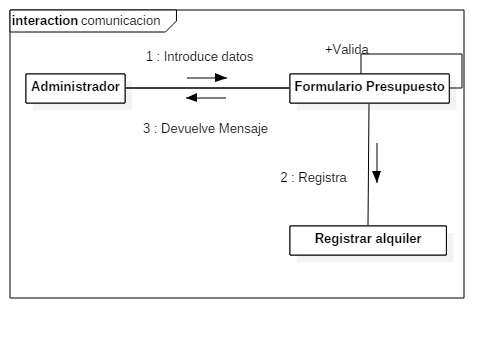 interaction comunicacion
+Valida
1 : Introduce datos
Administrador
Formulario Presupuesto
3 : Devuelve Mensaje
2 : Registra
Registrar alquiler